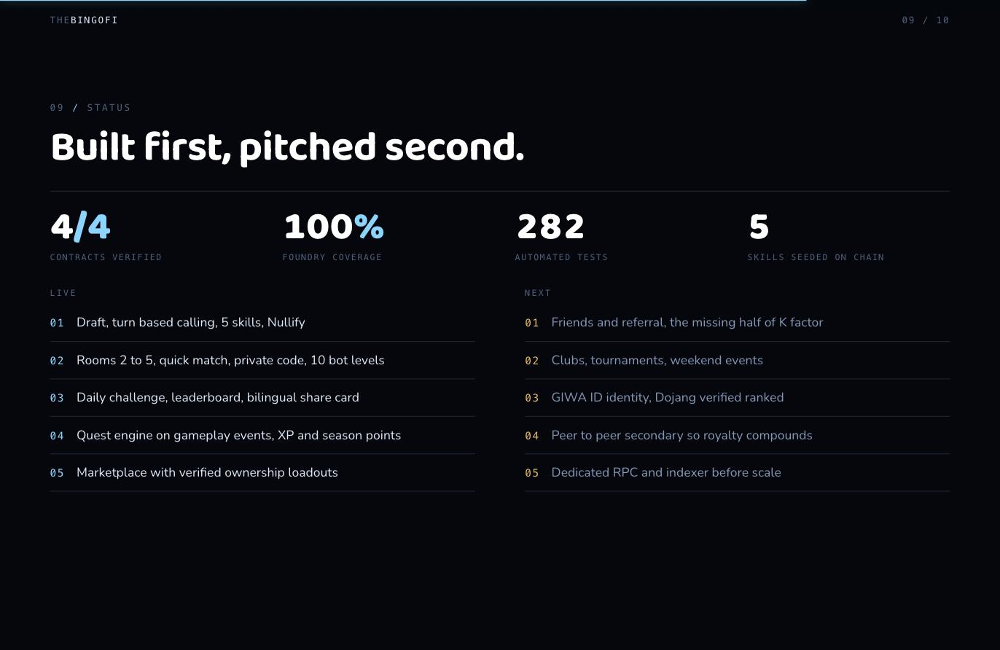 THEBINGOFI
09 / 10
09 / STATUS
Built first, pitched second.
4/4
CONTRACTS VERIFIED
100%
FOUNDRY COVERAGE
282
AUTOMATED TESTS
5
SKILLS SEEDED ON CHAIN
LIVE
01 Draft, turn based calling, 5 skills, Nullify
02 Rooms 2 to 5, quick match, private code, 10 bot levels
03 Daily challenge, leaderboard, bilingual share card
04 Quest engine on gameplay events, XP and season points
05 Marketplace with verified ownership loadouts
NEXT
01 Friends and referral, the missing half of K factor
02 Clubs, tournaments, weekend events
03 GIWA ID identity, Dojang verified ranked
04 Peer to peer secondary so royalty compounds
05 Dedicated RPC and indexer before scale